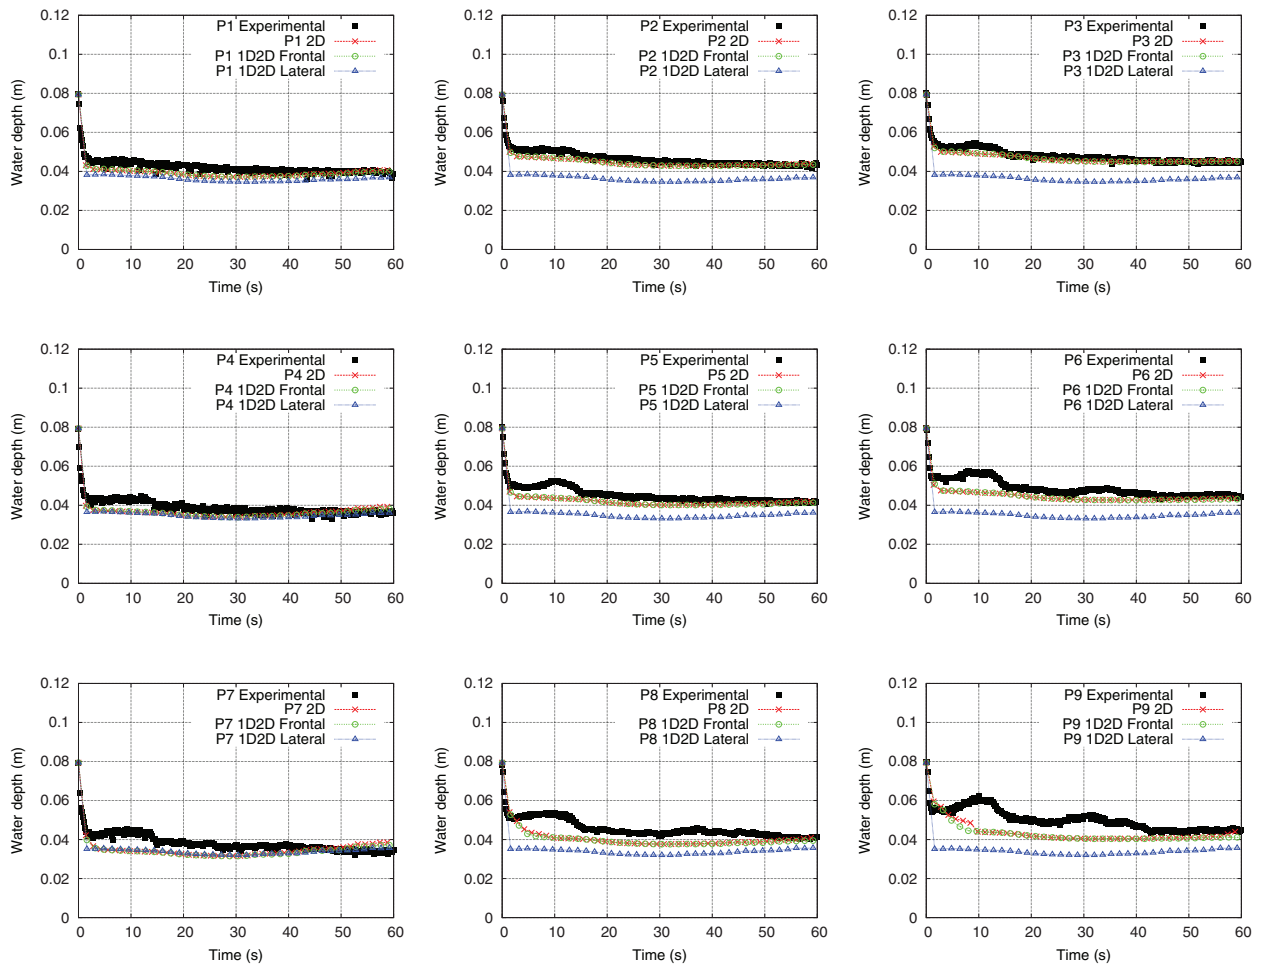 0.12
0.1
0.08
0.06
0.04
0.02
0
Water depth (m)
P1 Experimental
P1 2D
P1 1D2D Frontal
P1 1D2D Lateral
0 10 20 30 40 50 60
Time (s)
0.12
0.1
0.08
0.06
0.04
0.02
0
Water depth (m)
P2 Experimental
P2 2D
P2 1D2D Frontal
P2 1D2D Lateral
0 10 20 30 40 50 60
Time (s)
0.12
0.1
0.08
0.06
0.04
0.02
0
Water depth (m)
P3 Experimental
P3 2D
P3 1D2D Frontal
P3 1D2D Lateral
0 10 20 30 40 50 60
Time (s)
0.12
0.1
0.08
0.06
0.04
0.02
0
Water depth (m)
P4 Experimental
P4 2D
P4 1D2D Frontal
P4 1D2D Lateral
0 10 20 30 40 50 60
Time (s)
0.12
0.1
0.08
0.06
0.04
0.02
0
Water depth (m)
P5 Experimental
P5 2D
P5 1D2D Frontal
P5 1D2D Lateral
0 10 20 30 40 50 60
Time (s)
0.12
0.1
0.08
0.06
0.04
0.02
0
Water depth (m)
P6 Experimental
P6 2D
P6 1D2D Frontal
P6 1D2D Lateral
0 10 20 30 40 50 60
Time (s)
0.12
0.1
0.08
0.06
0.04
0.02
0
Water depth (m)
P7 Experimental
P7 2D
P7 1D2D Frontal
P7 1D2D Lateral
0 10 20 30 40 50 60
Time (s)
0.12
0.1
0.08
0.06
0.04
0.02
0
Water depth (m)
P8 Experimental
P8 2D
P8 1D2D Frontal
P8 1D2D Lateral
0 10 20 30 40 50 60
Time (s)
0.12
0.1
0.08
0.06
0.04
0.02
0
Water depth (m)
P9 Experimental
P9 2D
P9 1D2D Frontal
P9 1D2D Lateral
0 10 20 30 40 50 60
Time (s)